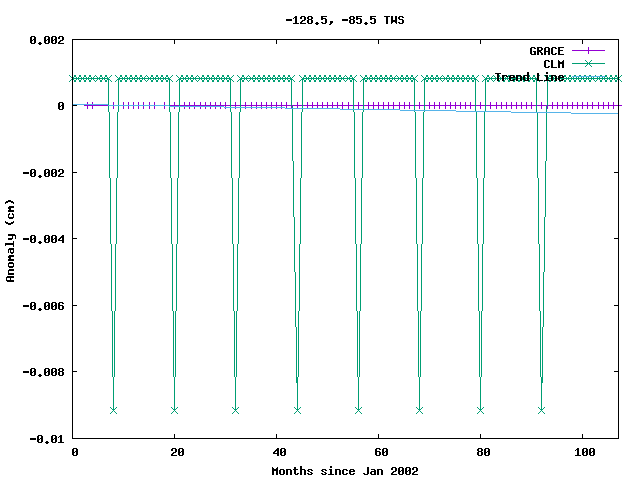 -128.5, -85.5 TWS
GRACE
CLM
Trend Line
0.002
0
-0.002
-0.004
-0.006
-0.008
-0.01
Anomaly (cm)
0 20 40 60 80 100
Months since Jan 2002